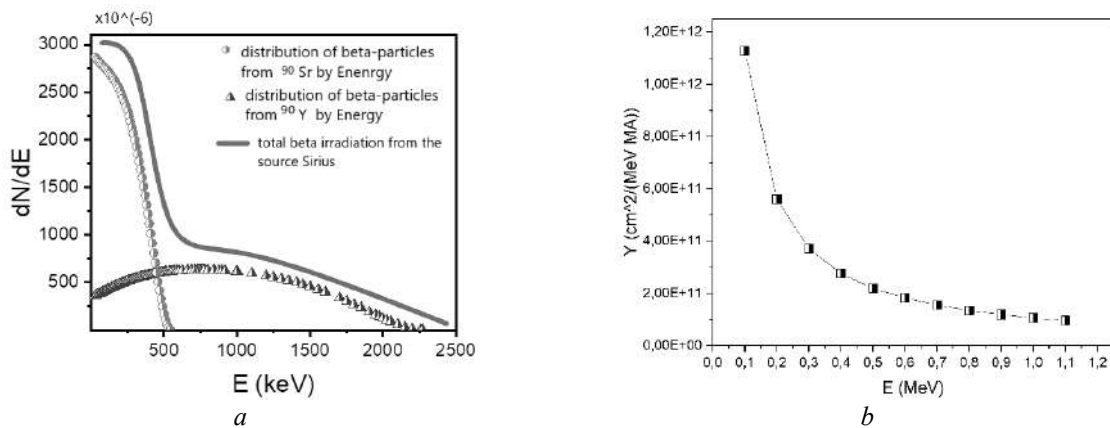 x10^(-6)
3000
2500
2000
1500
1000
500
dN/dE
distribution of beta-particles
from ⁹⁰ Sr by Enenrgy
distribution of beta-particles
from ⁹⁰ Y by Energy
total beta irradiation from the
source Sirius
500 1000 1500 2000 2500
E (keV)
a
1,20E+12
1,00E+12
8,00E+11
6,00E+11
4,00E+11
2,00E+11
0,00E+00
Y (cm^2/(MeV MA))
0,0 0,1 0,2 0,3 0,4 0,5 0,6 0,7 0,8 0,9 1,0 1,1 1,2
E (MeV)
b